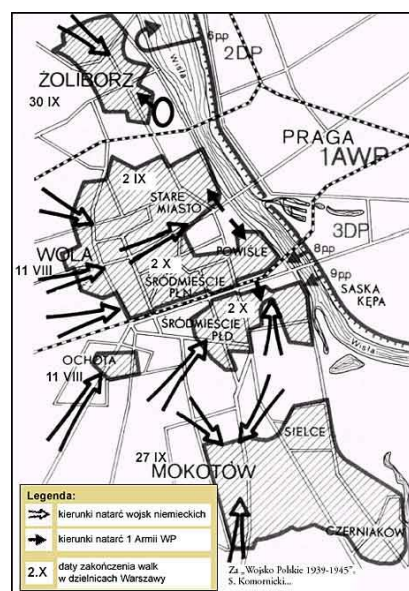 6pp
2DP
Wisła
ŻOLIBORZ
30 IX
PRAGA
1AWP
2 IX
STARE
MIASTO
3DP
WOLA
11 VIII
POWIŚLE
8pp
2.X
ŚRÓDMIEŚCIE
PŁN
9pp
SASKA
KĘPA
2 X
ŚRÓDMIEŚCIE
PŁD
Wisła
OCHOTA
11 VIII
SIELCE
27 IX
MOKOTÓW
CZERNIAKÓW
Legenda:
kierunki natarć wojsk niemieckich
kierunki natarć 1 Armii WP
2.X
daty zakończenia walk
w dzielnicach Warszawy
Za „Wojsko Polskie 1939-1945”,
S. Komornicki...